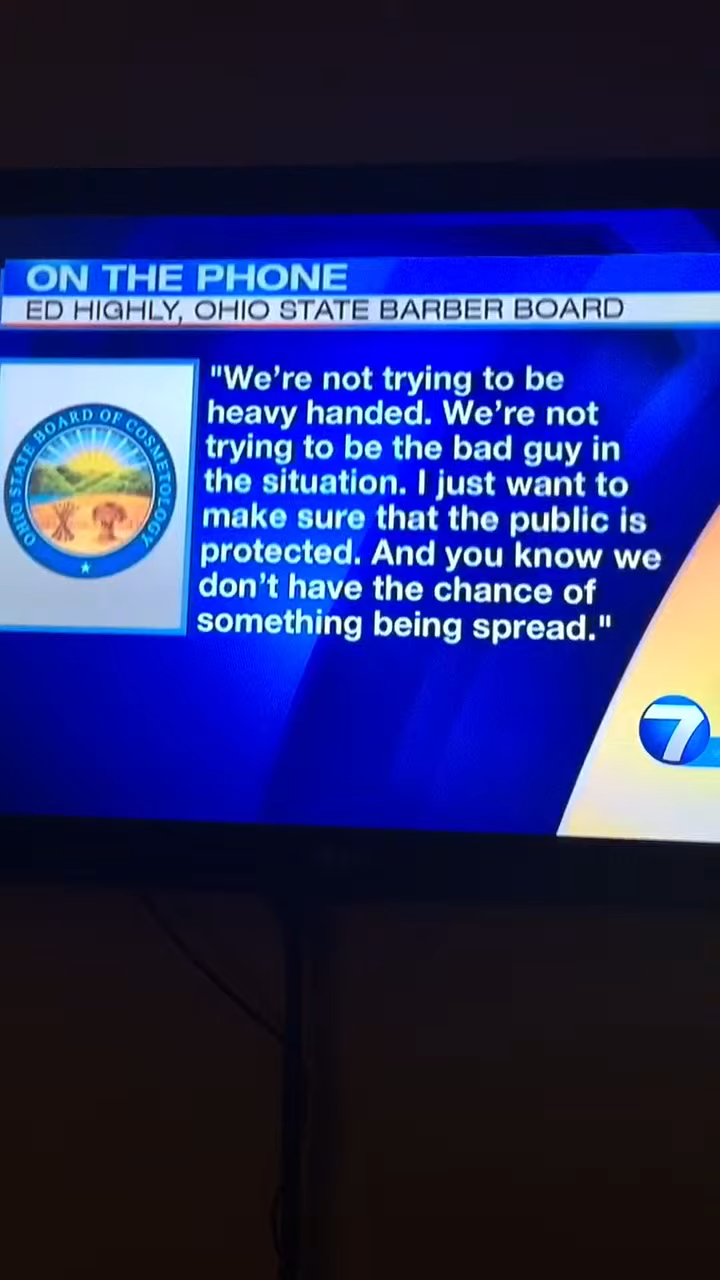 ON THE PHONE
ED HIGHLY, OHIO STATE BARBER BOARD
OHIO STATE BOARD OF COSMETOLOGY
"We're not trying to be
heavy handed. We're not
trying to be the bad guy in
the situation. I just want to
make sure that the public is
protected. And you know we
don't have the chance of
something being spread."
7